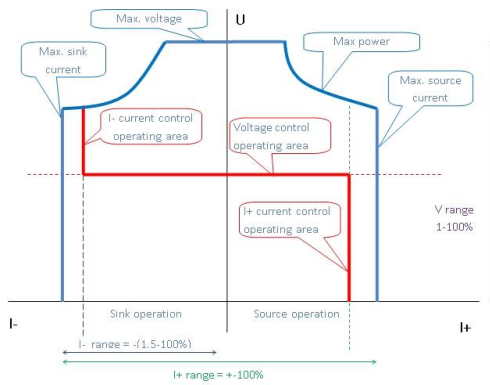 Max. voltage
U
Max. sink
current
Max power
Max. source
current
I- current control
operating area
Voltage control
operating area
I+ current control
operating area
V range
1-100%
I-
Sink operation
Source operation
I+
I- range = -(1.5-100%)
I+ range = +-100%